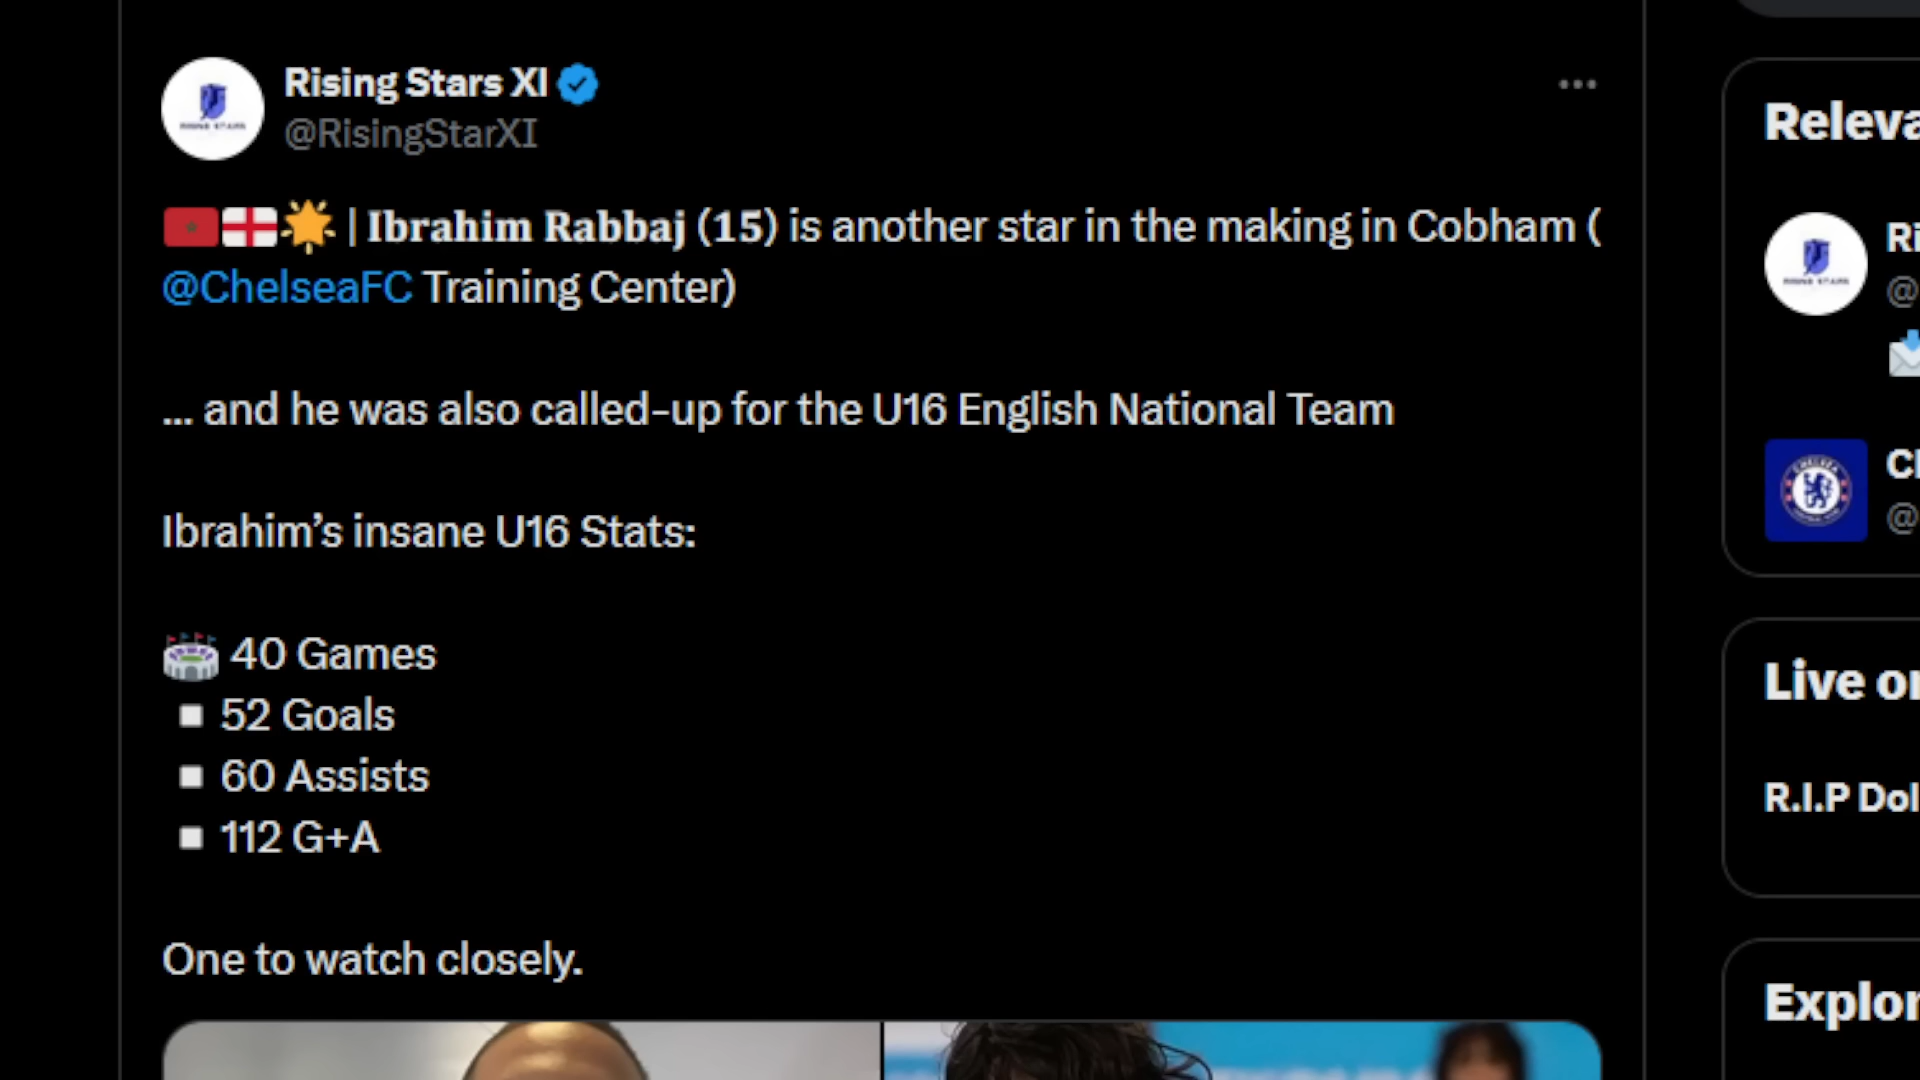 Rising Stars XI
@RisingStarXI
| Ibrahim Rabbaj (15) is another star in the making in Cobham (
@ChelseaFC Training Center)
... and he was also called-up for the U16 English National Team
Ibrahim’s insane U16 Stats:
40 Games
52 Goals
60 Assists
112 G+A
One to watch closely.
Releva
Ri
@
@
Live on
R.I.P Dol
Explor